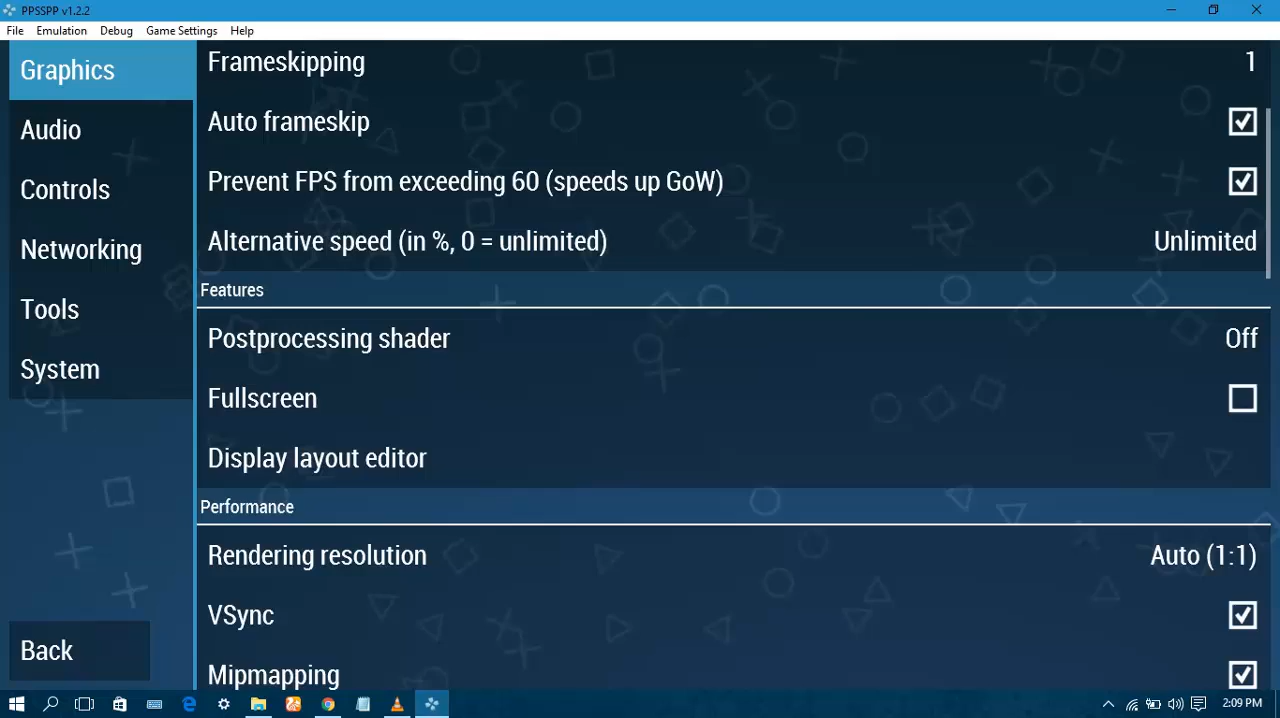 PPSSPP v1.2.2
File Emulation Debug Game Settings Help
Graphics
Audio
Controls
Networking
Tools
System
Back
Frameskipping 1
Auto frameskip
Prevent FPS from exceeding 60 (speeds up GoW)
Alternative speed (in %, 0 = unlimited) Unlimited
Features
Postprocessing shader Off
Fullscreen
Display layout editor
Performance
Rendering resolution Auto (1:1)
VSync
Mipmapping
2:09 PM